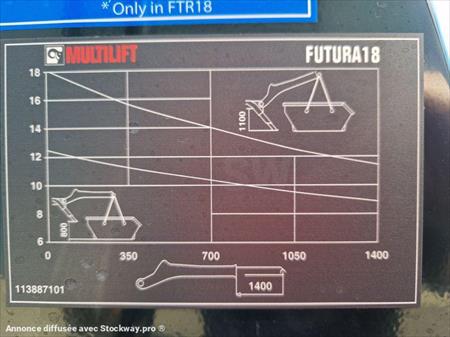 * Only in FTR18
MULTILIFT FUTURA18
18
16
14
12
10
8
6
1100
800
0 350 700 1050 1400
1400
113887101
Annonce diffusée avec Stockway.pro ®